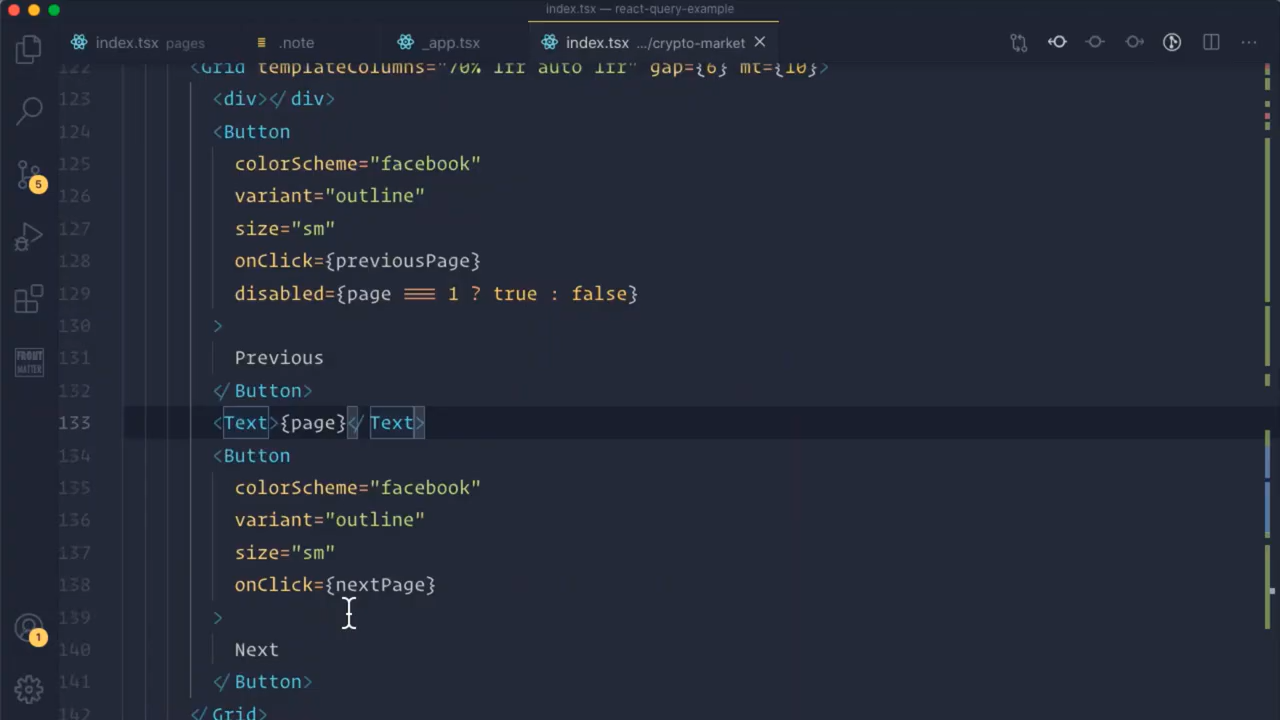 index.tsx — react-query-example
index.tsx pages
.note
_app.tsx
index.tsx .../crypto-market
122 <Grid templateColumns="70% 1fr auto 1fr" gap={6} mt={10}>
123 <div></div>
124 <Button
125 colorScheme="facebook"
126 variant="outline"
127 size="sm"
128 onClick={previousPage}
129 disabled={page === 1 ? true : false}
130 >
131 Previous
132 </Button>
133 <Text>{page}</Text>
134 <Button
135 colorScheme="facebook"
136 variant="outline"
137 size="sm"
138 onClick={nextPage}
139 >
140 Next
141 </Button>
142 </Grid>
5
FRONT
MATTER
1